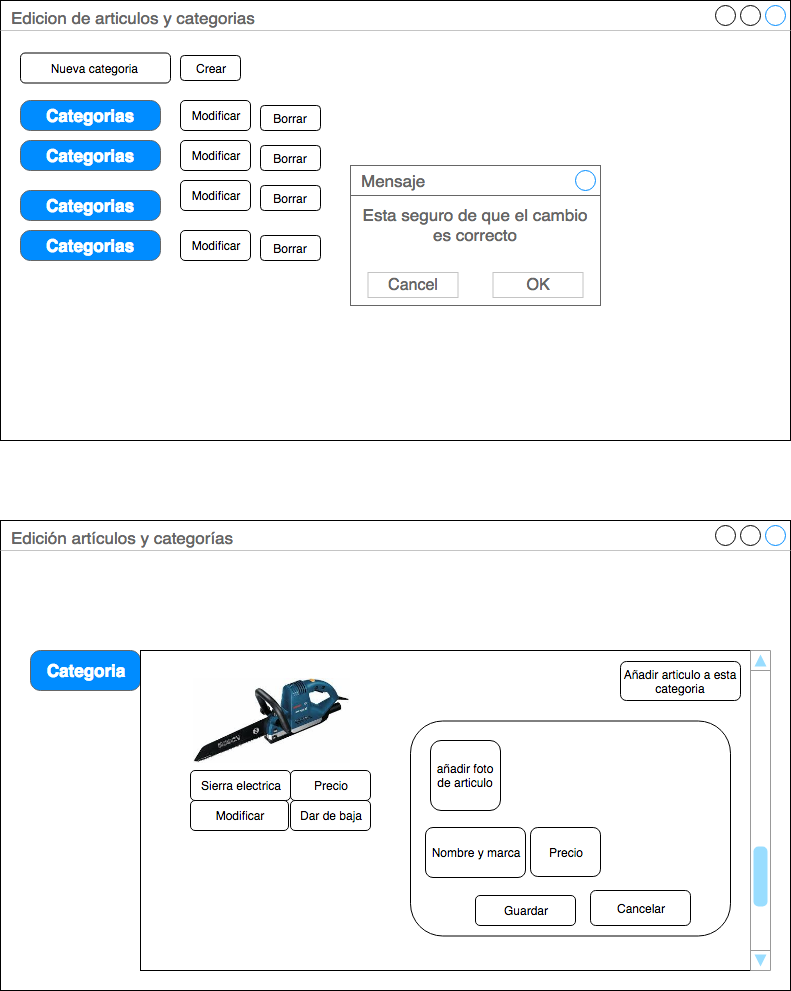 Edicion de articulos y categorias
Nueva categoria
Crear
Categorias
Modificar
Borrar
Categorias
Modificar
Borrar
Categorias
Modificar
Borrar
Categorias
Modificar
Borrar
Mensaje
Esta seguro de que el cambio
es correcto
Cancel
OK
Edición artículos y categorías
Categoria
Añadir articulo a esta
categoria
Sierra electrica
Precio
Modificar
Dar de baja
añadir foto
de articulo
Nombre y marca
Precio
Guardar
Cancelar